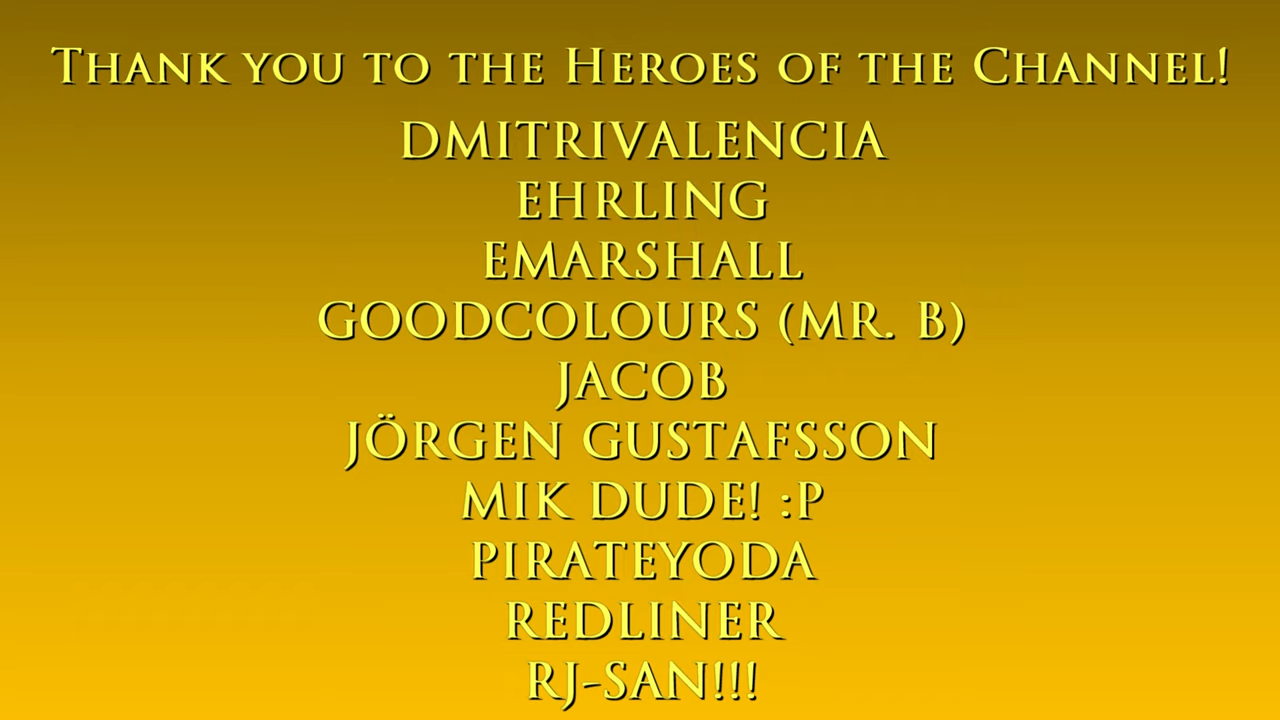 Thank you to the Heroes of the Channel!
DMITRIVALENCIA
EHRLING
EMARSHALL
GOODCOLOURS (MR. B)
JACOB
JÖRGEN GUSTAFSSON
MIK DUDE! :P
PIRATEYODA
REDLINER
RJ-SAN!!!